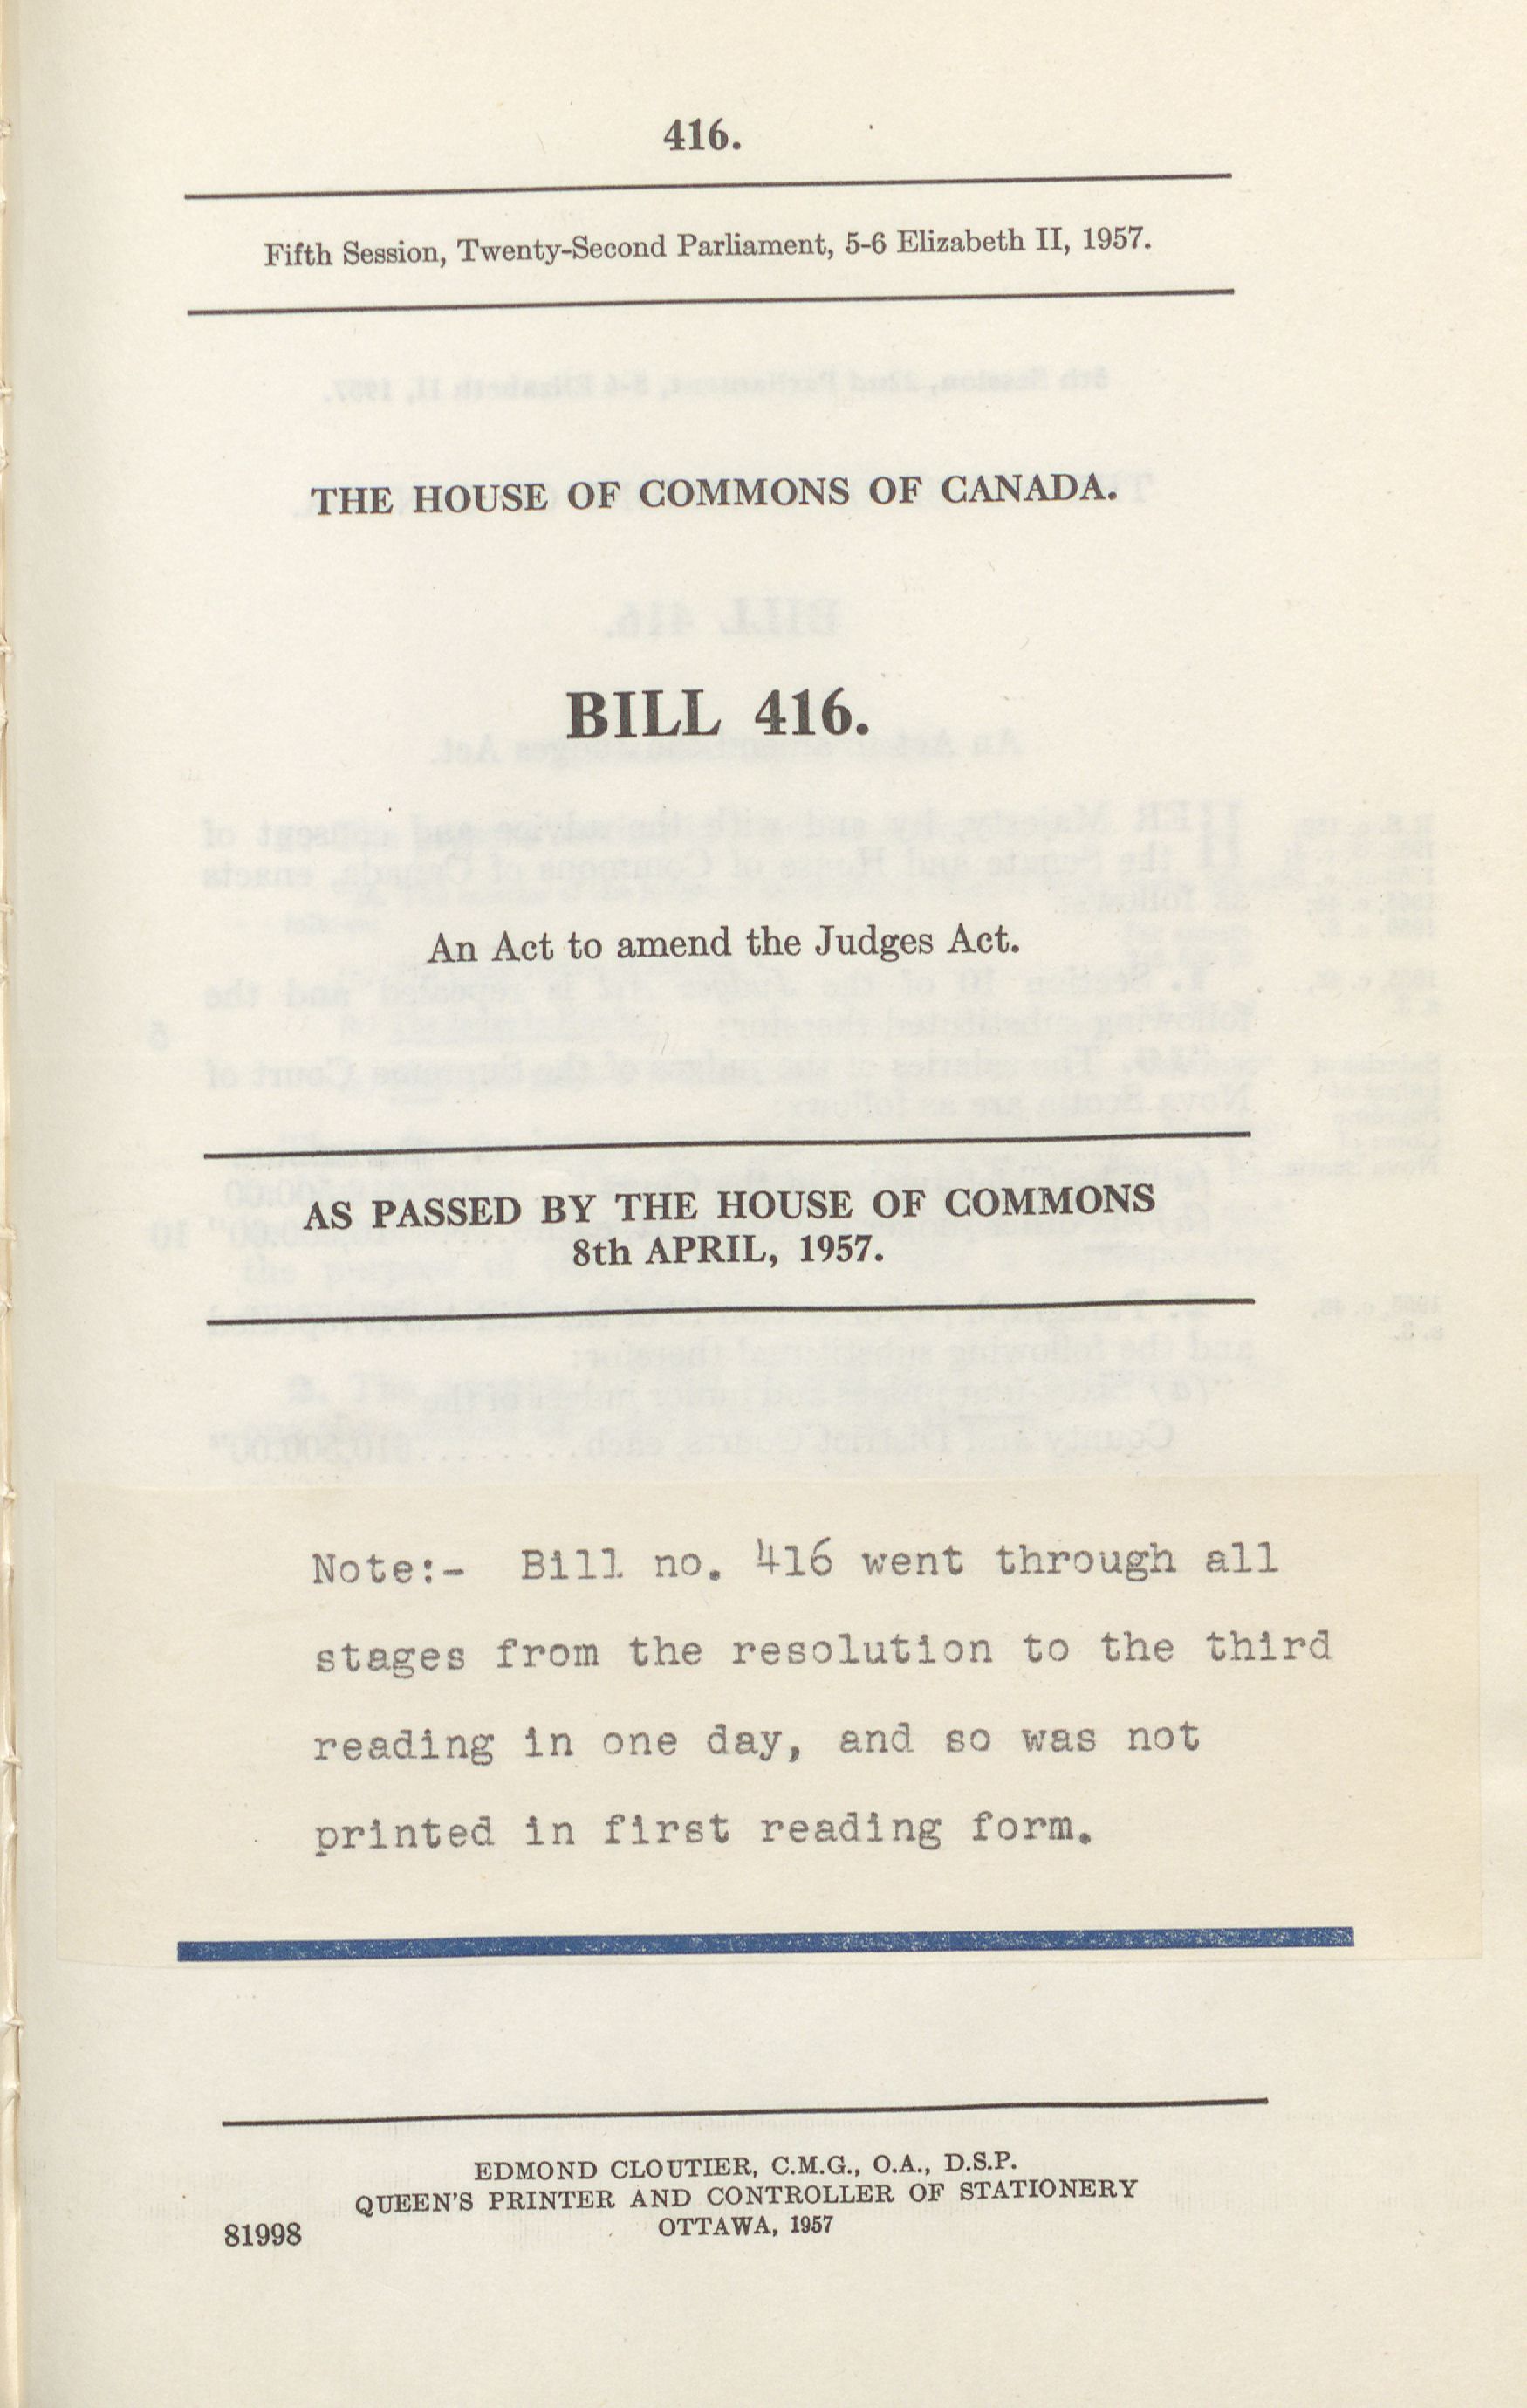 416.
Fifth Session, Twenty-Second Parliament, 5-6 Elizabeth II, 1957.
THE HOUSE OF COMMONS OF CANADA.
BILL 416.
An Act to amend the Judges Act.
AS PASSED BY THE HOUSE OF COMMONS
8th APRIL, 1957.
Note:- Bill no. 416 went through all
stages from the resolution to the third
reading in one day, and so was not
printed in first reading form.
EDMOND CLOUTIER, C.M.G., O.A., D.S.P.
QUEEN'S PRINTER AND CONTROLLER OF STATIONERY
OTTAWA, 1957
81998